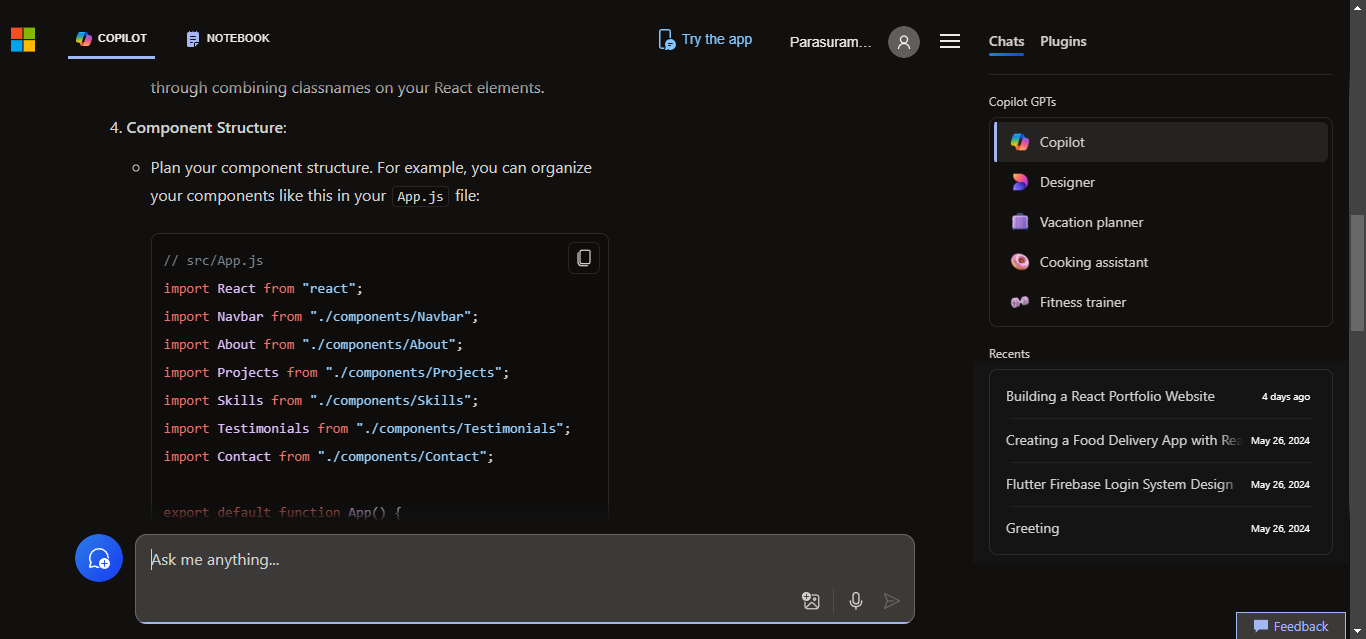 COPILOT
NOTEBOOK
Try the app
Parasuram...
Chats
Plugins
through combining classnames on your React elements.
4. Component Structure:
Plan your component structure. For example, you can organize
your components like this in your App.js file:
// src/App.js
import React from "react";
import Navbar from "./components/Navbar";
import About from "./components/About";
import Projects from "./components/Projects";
import Skills from "./components/Skills";
import Testimonials from "./components/Testimonials";
import Contact from "./components/Contact";
export default function App() {
Ask me anything...
Copilot GPTs
Copilot
Designer
Vacation planner
Cooking assistant
Fitness trainer
Recents
Building a React Portfolio Website 4 days ago
Creating a Food Delivery App with Rea May 26, 2024
Flutter Firebase Login System Design May 26, 2024
Greeting May 26, 2024
Feedback